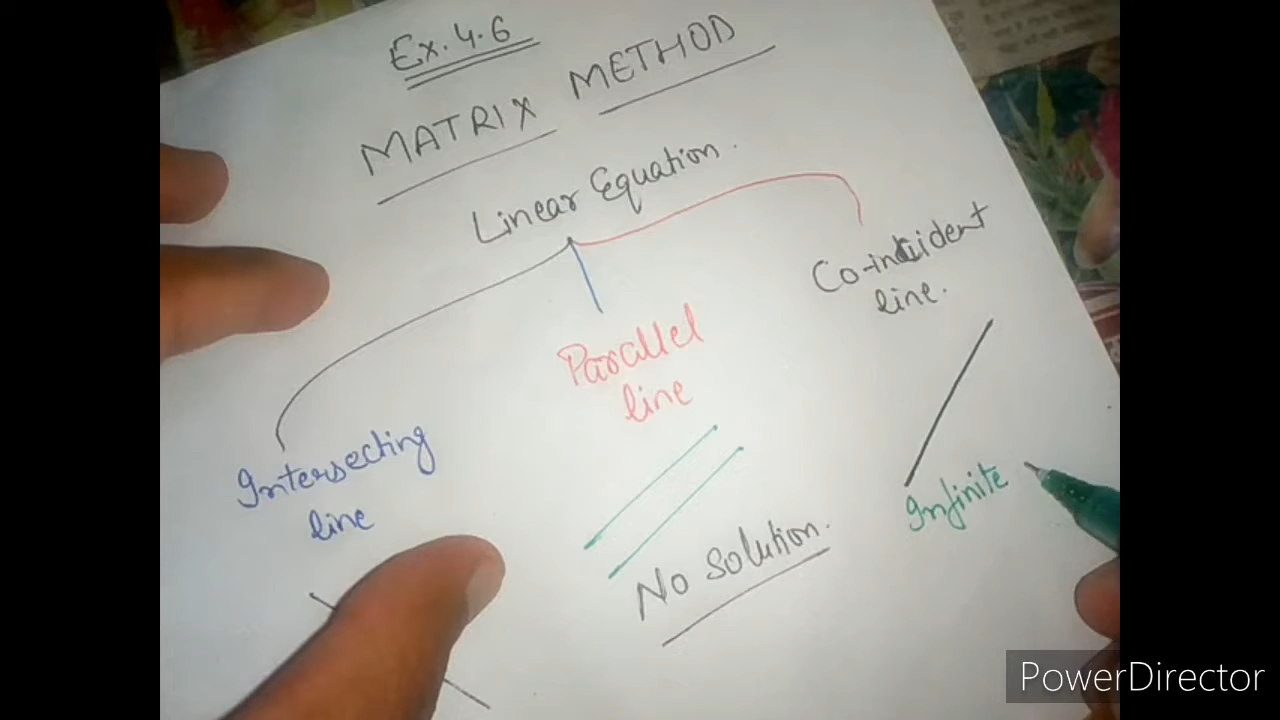 Ex. 4.6
MATRIX METHOD
Linear Equation.
Co-incident
line.
Parallel
line
Intersecting
line
Infinite
No Solution.
PowerDirector